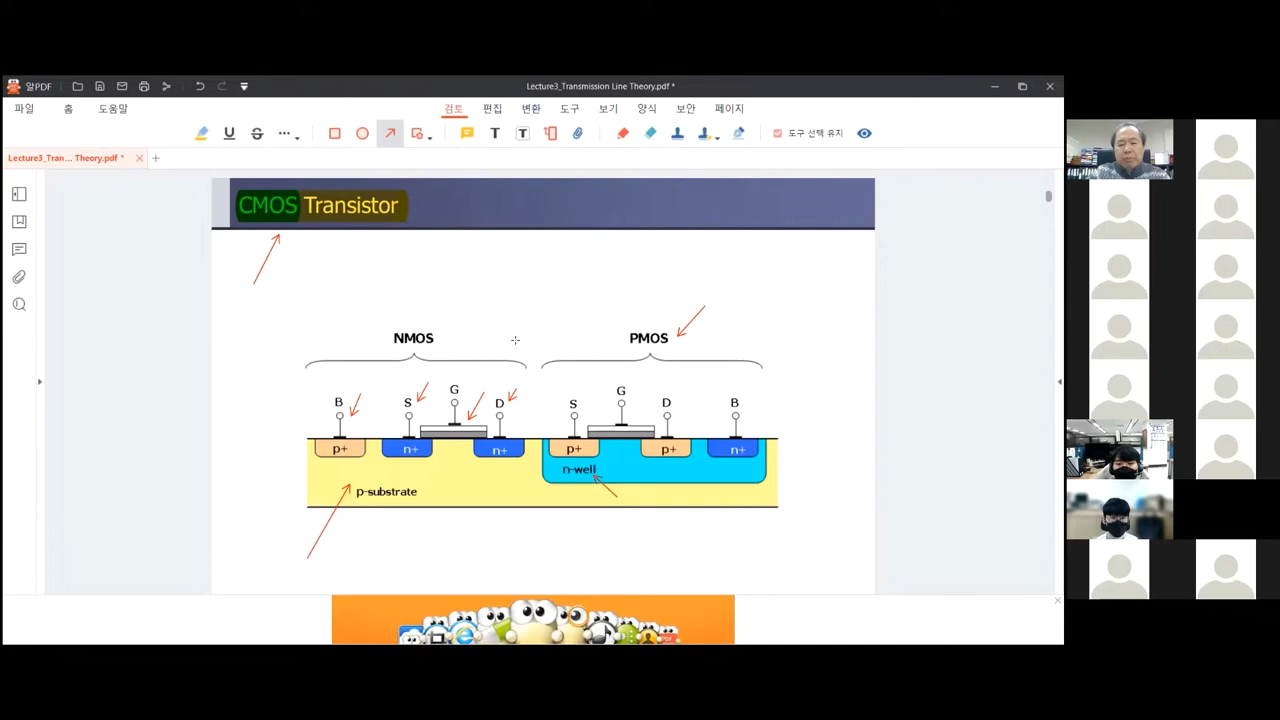 알PDF
Lecture3_Transmission Line Theory.pdf *
파일 홈 도움말 검토 편집 변환 도구 보기 양식 보안 페이지
도구 선택 유지
Lecture3_Tran... Theory.pdf *
CMOS Transistor
NMOS PMOS
B S G D S G D B
p+ n+ n+ p+ p+ n+
n-well
p-substrate